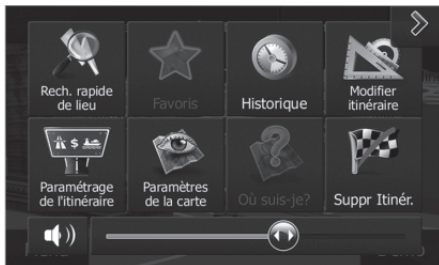 Rech. rapide
de lieu
Favoris
Historique
Modifier
itinéraire
Paramétrage
de l'itinéraire
Paramètres
de la carte
Où suis-je?
Suppr Itinér.